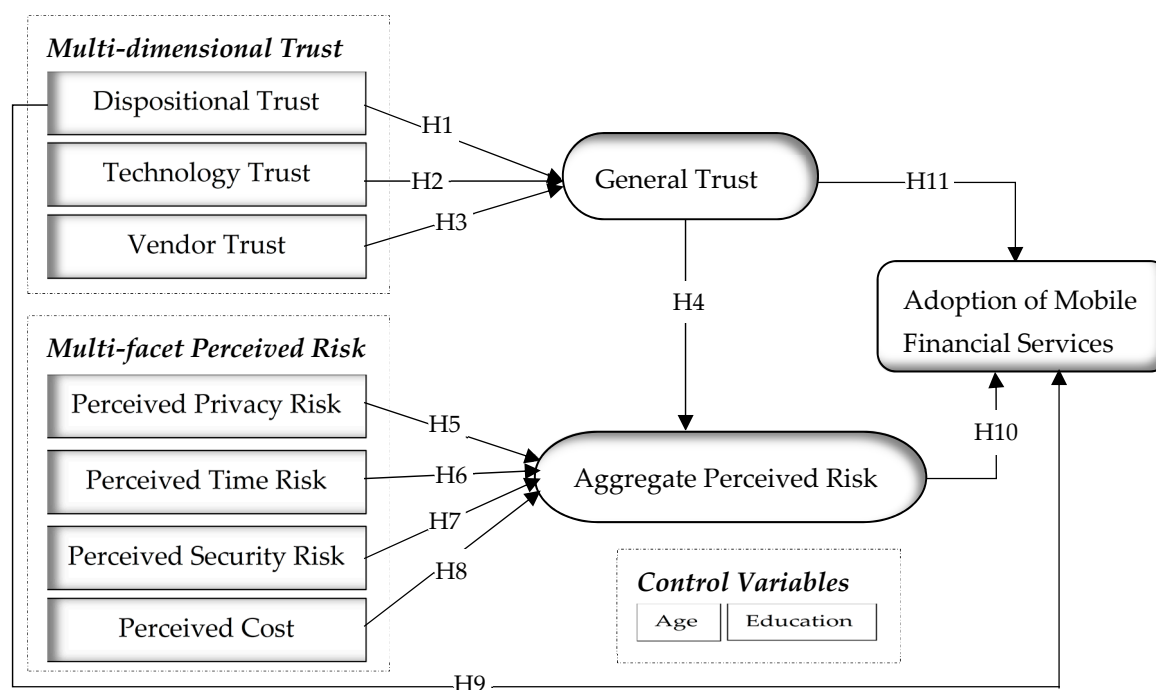 Multi-dimensional Trust
Dispositional Trust
Technology Trust
Vendor Trust
H1
H2
H3
General Trust
H11
H4
Adoption of Mobile
Financial Services
Multi-facet Perceived Risk
Perceived Privacy Risk
Perceived Time Risk
Perceived Security Risk
Perceived Cost
H5
H6
H7
H8
Aggregate Perceived Risk
H10
Control Variables
Age
Education
H9